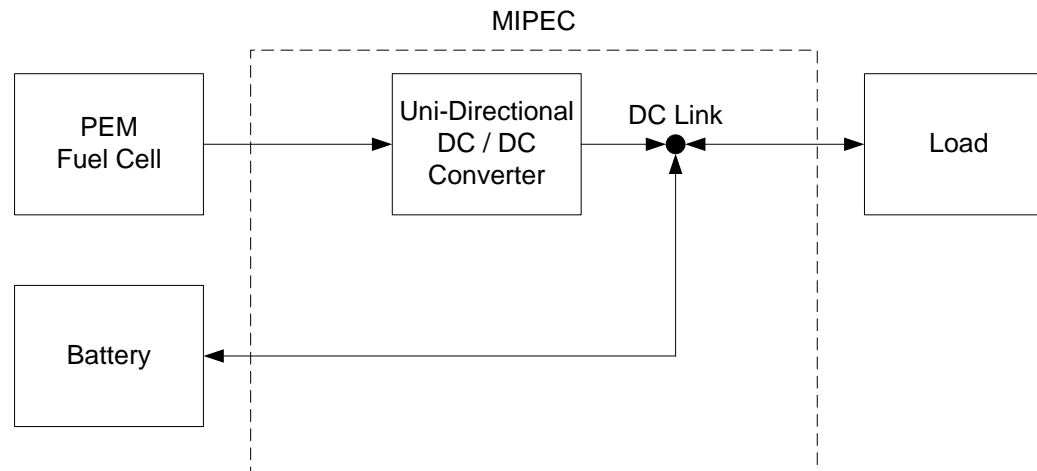 MIPEC
PEM
Fuel Cell
Uni-Directional
DC / DC
Converter
DC Link
Load
Battery